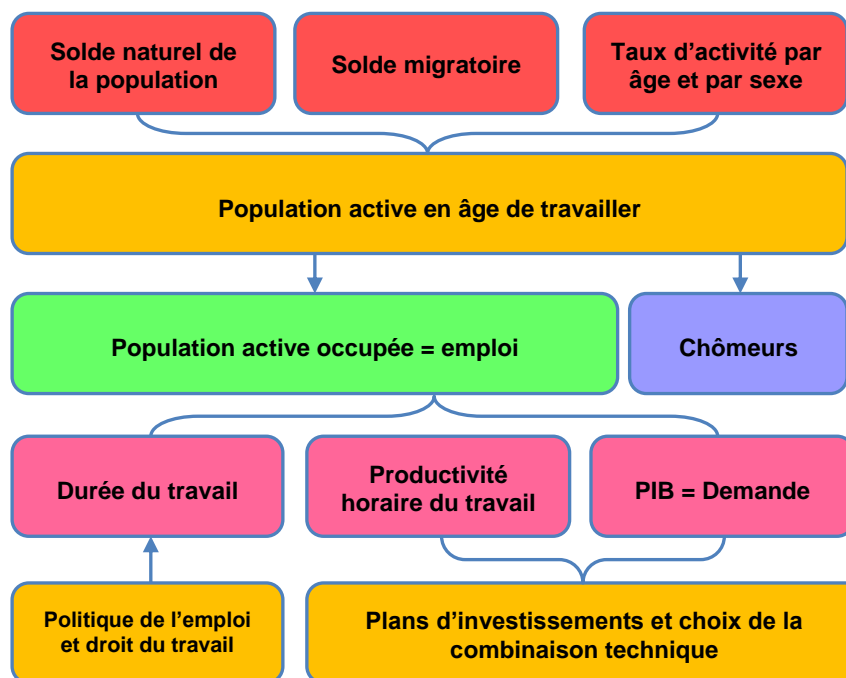 Solde naturel de
la population
Solde migratoire
Taux d'activité par
âge et par sexe
Population active en âge de travailler
Population active occupée = emploi
Chômeurs
Durée du travail
Productivité
horaire du travail
PIB = Demande
Politique de l'emploi
et droit du travail
Plans d'investissements et choix de la
combinaison technique